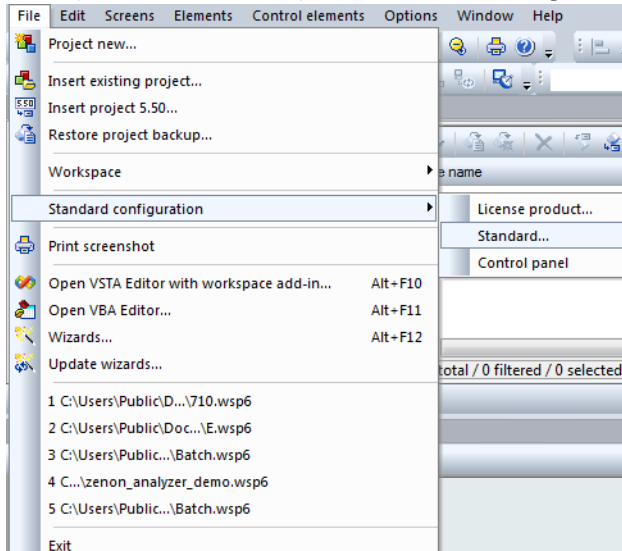 File Edit Screens Elements Control elements Options Window Help
Project new...
Insert existing project...
5.50
Insert project 5.50...
Restore project backup...
Workspace
e name
Standard configuration
License product...
Standard...
Control panel
Print screenshot
Open VSTA Editor with workspace add-in... Alt+F10
Open VBA Editor... Alt+F11
Wizards... Alt+F12
Update wizards...
total / 0 filtered / 0 selected
1 C:\Users\Public\D...\710.wsp6
2 C:\Users\Public\Doc...\E.wsp6
3 C:\Users\Public...\Batch.wsp6
4 C...\zenon_analyzer_demo.wsp6
5 C:\Users\Public...\Batch.wsp6
Exit